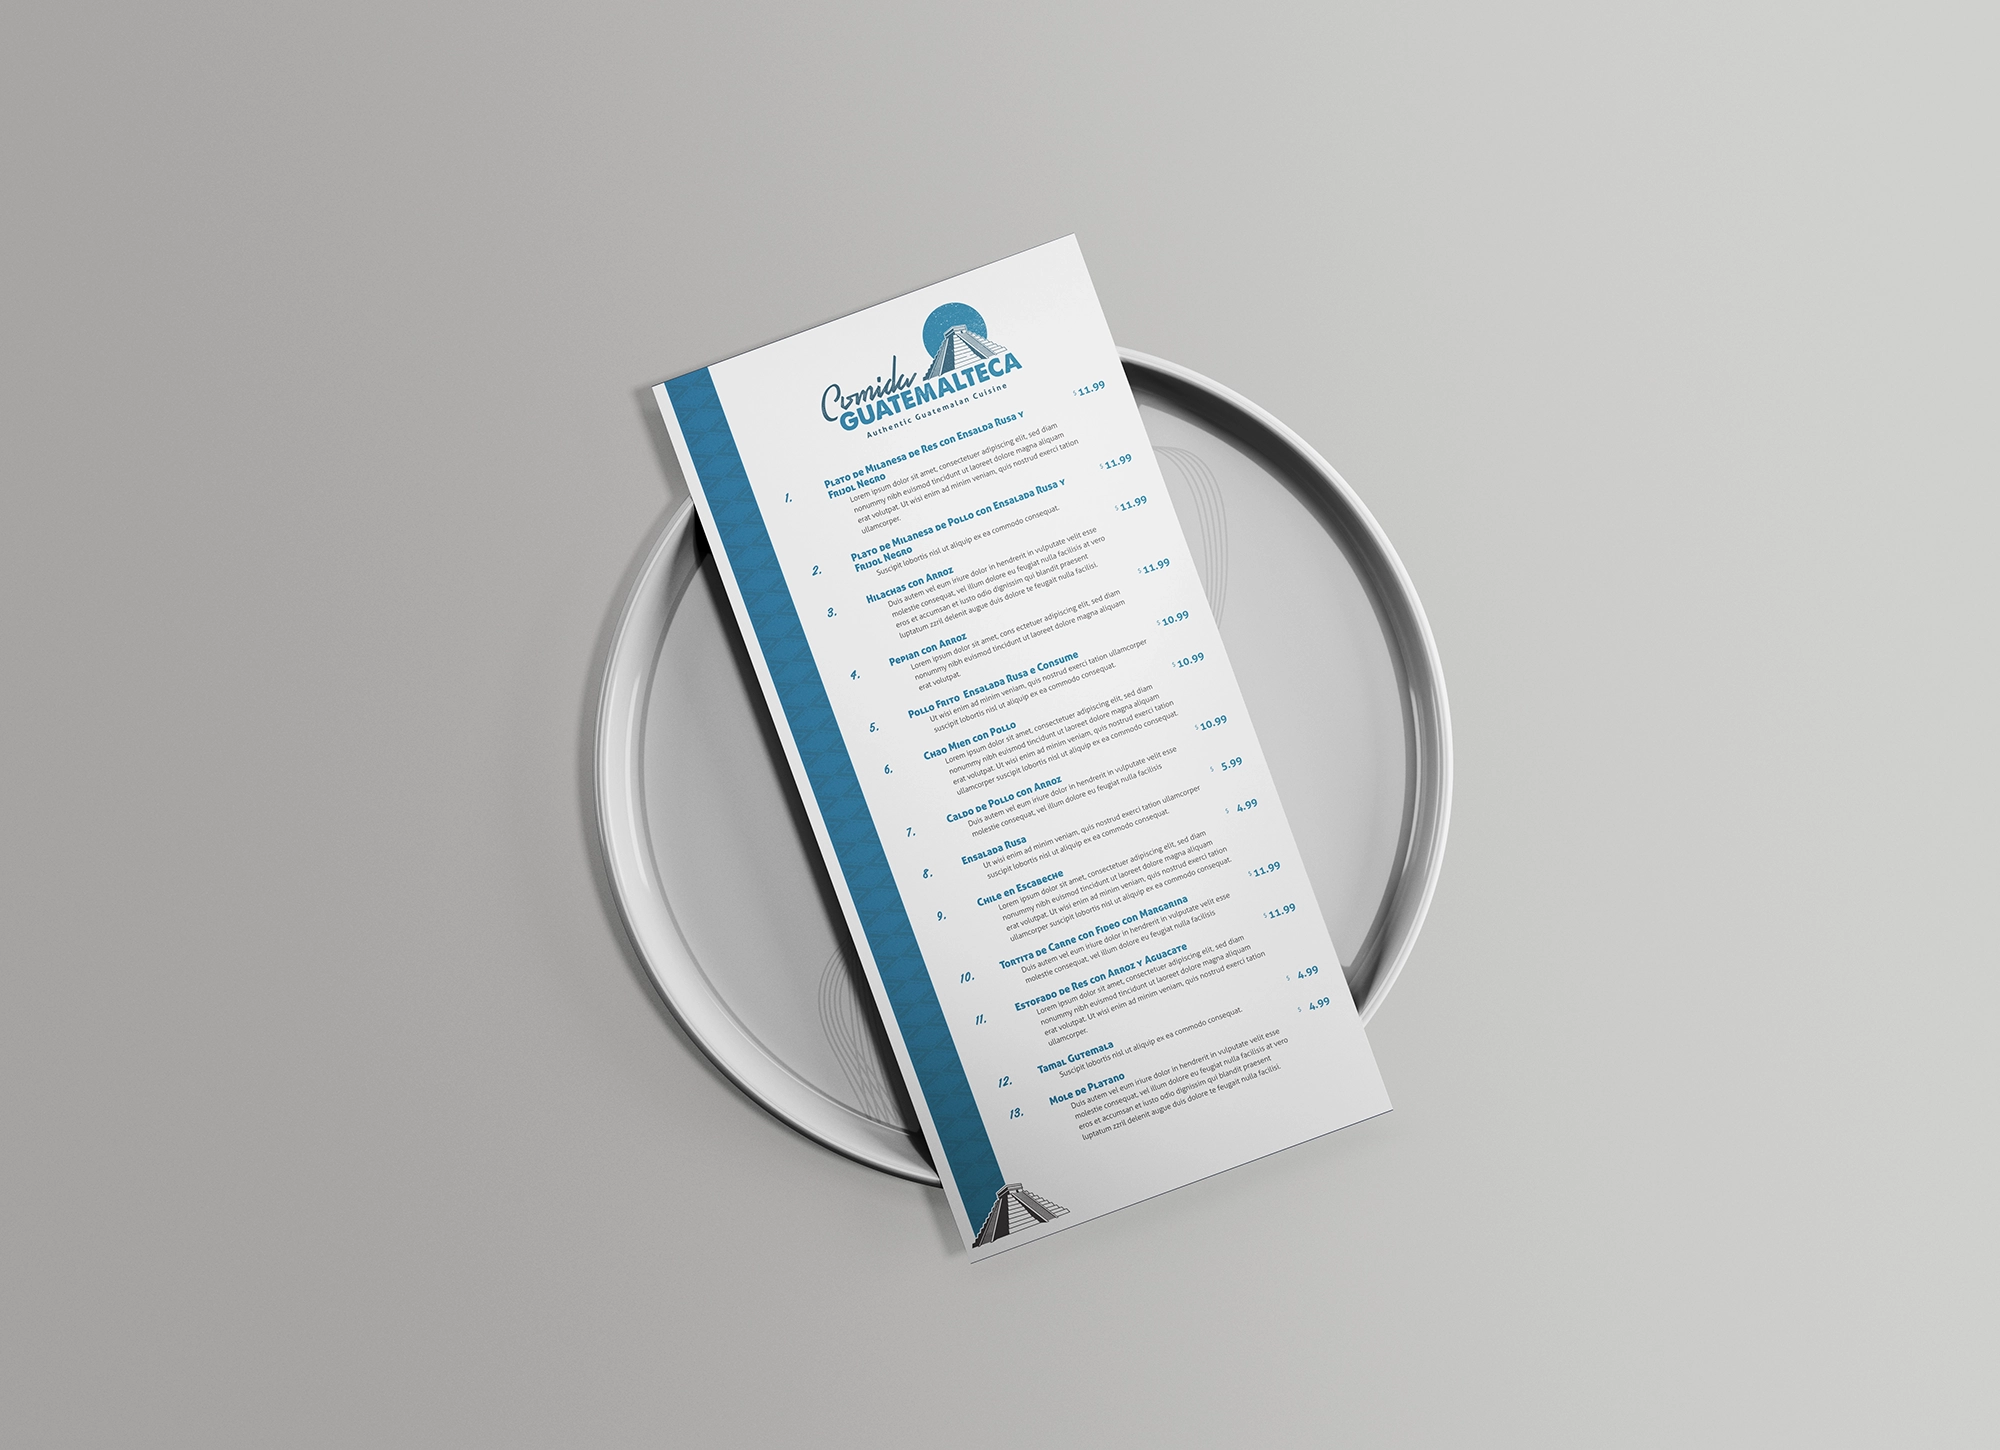 Comida
GUATEMALTECA
Authentic Guatemalan Cuisine
1. Plato de Milanesa de Res con Ensalda Rusa y $ 11.99
Frijol Negro
Lorem ipsum dolor sit amet, consectetuer adipiscing elit, sed diam
nonummy nibh euismod tincidunt ut laoreet dolore magna aliquam
erat volutpat. Ut wisi enim ad minim veniam, quis nostrud exerci tation
ullamcorper.
2. Plato de Milanesa de Pollo con Ensalada Rusa y $ 11.99
Frijol Negro
Suscipit lobortis nisl ut aliquip ex ea commodo consequat.
3. Hilachas con Arroz $ 11.99
Duis autem vel eum iriure dolor in hendrerit in vulputate velit esse
molestie consequat, vel illum dolore eu feugiat nulla facilisis at vero
eros et accumsan et iusto odio dignissim qui blandit praesent
luptatum zzril delenit augue duis dolore te feugait nulla facilisi.
4. Pepian con Arroz $ 11.99
Lorem ipsum dolor sit amet, cons ectetuer adipiscing elit, sed diam
nonummy nibh euismod tincidunt ut laoreet dolore magna aliquam
erat volutpat.
5. Pollo Frito Ensalada Rusa e Consume $ 10.99
Ut wisi enim ad minim veniam, quis nostrud exerci tation ullamcorper
suscipit lobortis nisl ut aliquip ex ea commodo consequat.
6. Chao Mien con Pollo $ 10.99
Lorem ipsum dolor sit amet, consectetuer adipiscing elit, sed diam
nonummy nibh euismod tincidunt ut laoreet dolore magna aliquam
erat volutpat. Ut wisi enim ad minim veniam, quis nostrud exerci tation
ullamcorper suscipit lobortis nisl ut aliquip ex ea commodo consequat.
7. Caldo de Pollo con Arroz $ 10.99
Duis autem vel eum iriure dolor in hendrerit in vulputate velit esse
molestie consequat, vel illum dolore eu feugiat nulla facilisis
8. Ensalada Rusa $ 5.99
Ut wisi enim ad minim veniam, quis nostrud exerci tation ullamcorper
suscipit lobortis nisl ut aliquip ex ea commodo consequat.
9. Chile en Escabeche $ 4.99
Lorem ipsum dolor sit amet, consectetuer adipiscing elit, sed diam
nonummy nibh euismod tincidunt ut laoreet dolore magna aliquam
erat volutpat. Ut wisi enim ad minim veniam, quis nostrud exerci tation
ullamcorper suscipit lobortis nisl ut aliquip ex ea commodo consequat.
10. Tortita de Carne con Fideo con Margarina $ 11.99
Duis autem vel eum iriure dolor in hendrerit in vulputate velit esse
molestie consequat, vel illum dolore eu feugiat nulla facilisis
11. Estofado de Res con Arroz y Aguacate $ 11.99
Lorem ipsum dolor sit amet, consectetuer adipiscing elit, sed diam
nonummy nibh euismod tincidunt ut laoreet dolore magna aliquam
erat volutpat. Ut wisi enim ad minim veniam, quis nostrud exerci tation
ullamcorper.
12. Tamal Gutemala $ 4.99
Suscipit lobortis nisl ut aliquip ex ea commodo consequat.
13. Mole de Platano $ 4.99
Duis autem vel eum iriure dolor in hendrerit in vulputate velit esse
molestie consequat, vel illum dolore eu feugiat nulla facilisis at vero
eros et accumsan et iusto odio dignissim qui blandit praesent
luptatum zzril delenit augue duis dolore te feugait nulla facilisi.